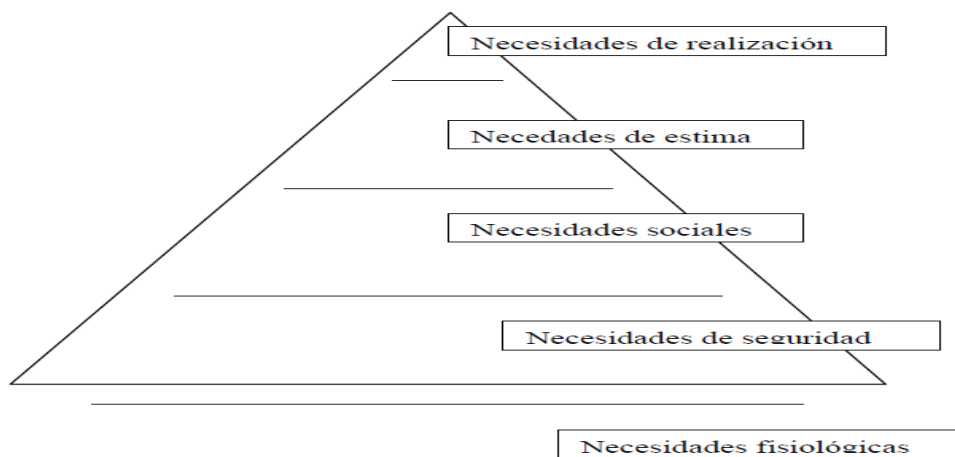 Necesidades de realización
Necedades de estima
Necesidades sociales
Necesidades de seguridad
Necesidades fisiológicas